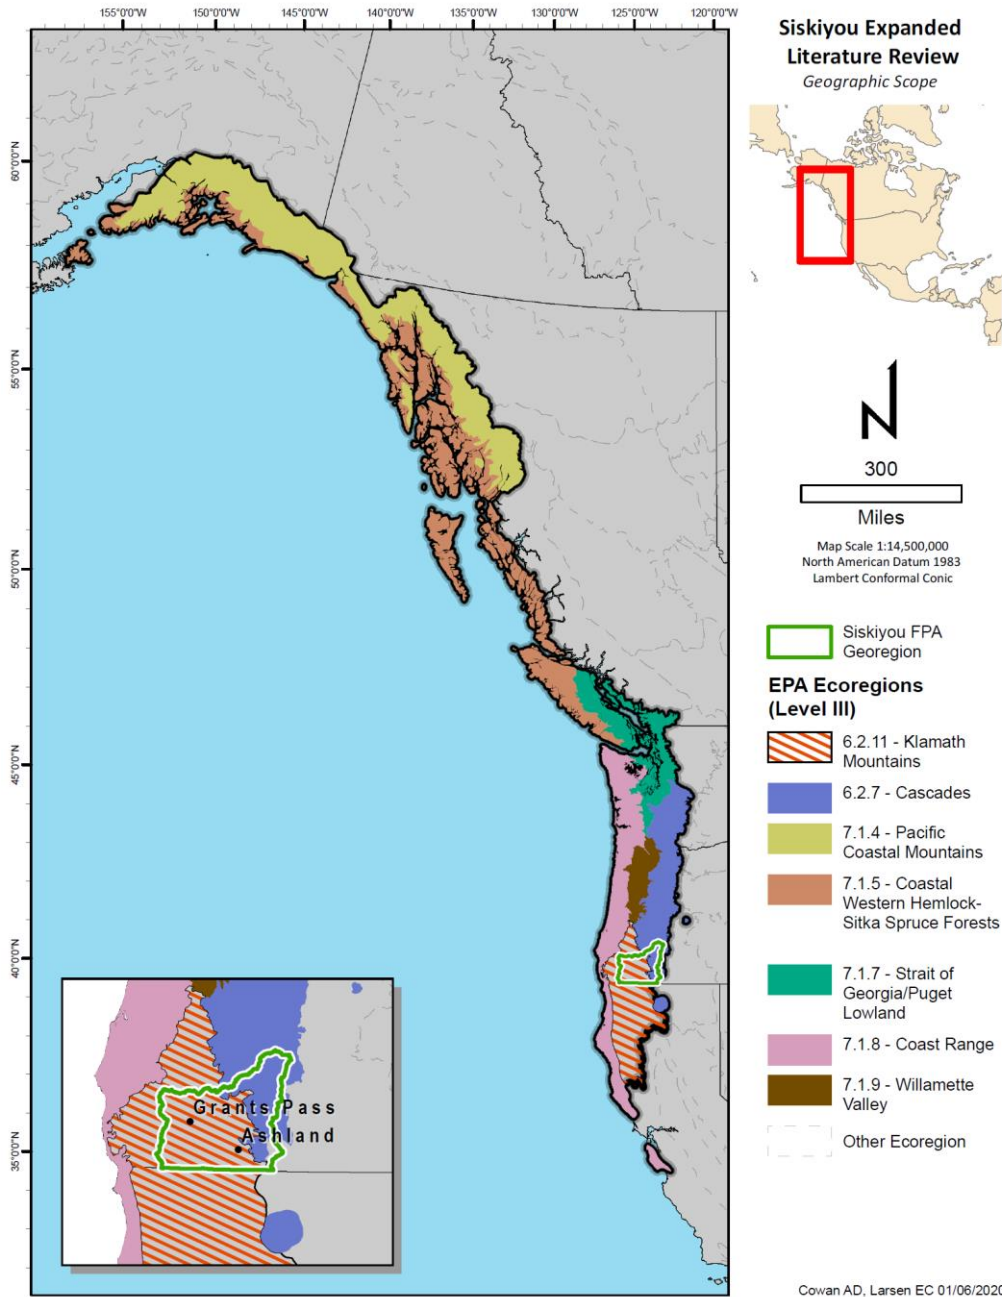 155°0'0"W 150°0'0"W 145°0'0"W 140°0'0"W 135°0'0"W 130°0'0"W 125°0'0"W 120°0'0"W
60°0'0"N
55°0'0"N
50°0'0"N
45°0'0"N
40°0'0"N
35°0'0"N
Grants Pass
Ashland
Siskiyou Expanded
Literature Review
Geographic Scope
N
300
Miles
Map Scale 1:14,500,000
North American Datum 1983
Lambert Conformal Conic
Siskiyou FPA
Georegion
EPA Ecoregions
(Level III)
6.2.11 - Klamath
Mountains
6.2.7 - Cascades
7.1.4 - Pacific
Coastal Mountains
7.1.5 - Coastal
Western Hemlock-
Sitka Spruce Forests
7.1.7 - Strait of
Georgia/Puget
Lowland
7.1.8 - Coast Range
7.1.9 - Willamette
Valley
Other Ecoregion
Cowan AD, Larsen EC 01/06/2020